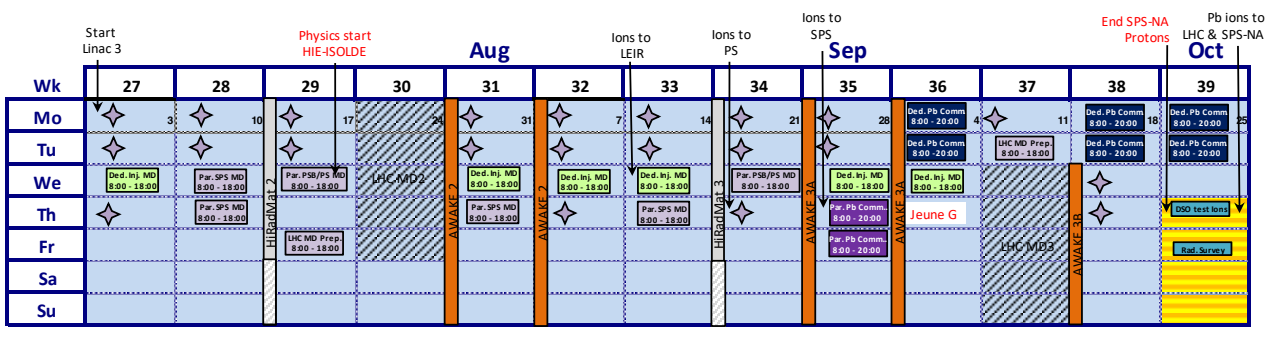 Start
Linac 3
Physics start
HIE-ISOLDE
Aug
Ions to
LEIR
Ions to
PS
Ions to
SPS
Sep
End SPS-NA
Protons
Pb ions to
LHC & SPS-NA
Oct
Wk 27 28 29 30 31 32 33 34 35 36 37 38 39
Mo 3 10 17 24 31 7 14 21 28 4 11 18 25
Ded. Pb Comm.
8:00 - 20:00
Ded. Pb Comm
8:00 - 20:00
Ded. Pb Comm.
8:00 - 20:00
Tu
Ded. Pb Comm
8:00 -20:00
LHC MD Prep.
8:00 - 18:00
Ded. Pb Comm
8:00 - 20:00
Ded. Pb Comm.
8:00 - 20:00
We
Ded. Inj. MD
8:00 - 18:00
Par. SPS MD
8:00 - 18:00
Par. PSB/PS MD
8:00 - 18:00
LHC MD2
Ded. Inj. MD
8:00 - 18:00
Ded. Inj. MD
8:00 - 18:00
Ded. Inj. MD
8:00 - 18:00
Par. PSB/PS MD
8:00 - 18:00
Ded. Inj. MD
8:00 - 18:00
Ded. Inj. MD
8:00 - 18:00
Th
Par. SPS MD
8:00 - 18:00
Par. SPS MD
8:00 - 18:00
Par. SPS MD
8:00 - 18:00
Par. Pb Comm.
8:00 - 20:00
Jeune G
DSO test Ions
Fr
LHC MD Prep.
8:00 - 18:00
Par. Pb Comm.
8:00 - 20:00
LHC MD3
Rad. Survey
Sa
Su
HiRadMat 2
AWAKE 2
AWAKE 2
HiRadMat 3
AWAKE 3A
AWAKE 3A
AWAKE 3B